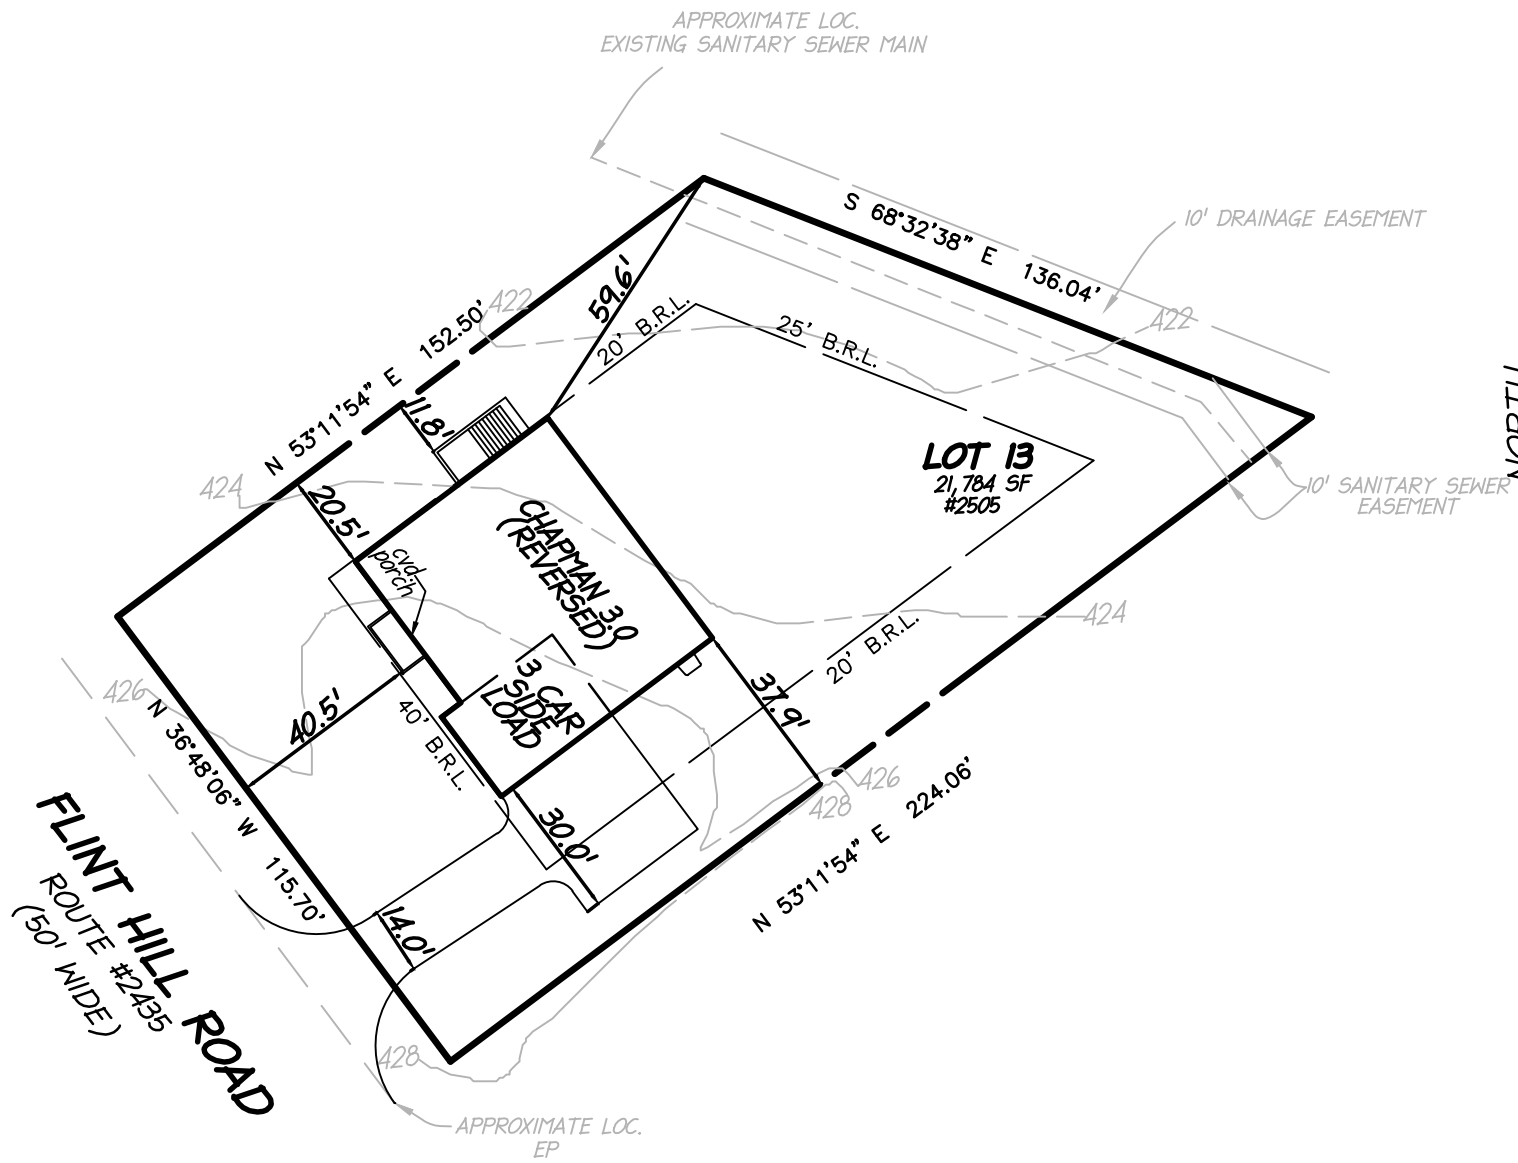 APPROXIMATE LOC.
EXISTING SANITARY SEWER MAIN
S 68°32'38" E 136.04'
10' DRAINAGE EASEMENT
59.6'
422
20' B.R.L.
25' B.R.L.
422
N 53°11'54" E 152.50'
11.8'
LOT 13
21,784 SF
#2505
10' SANITARY SEWER
EASEMENT
424
20.5'
CHAPMAN 3.0
(REVERSED)
cvd.
porch
424
20' B.R.L.
426
3 CAR
SIDE
LOAD
37.9'
40.5'
40' B.R.L.
N 36°48'06" W 115.70'
426
428
30.0'
N 53°11'54" E 224.06'
14.0'
FLINT HILL ROAD
ROUTE #2435
(50' WIDE)
428
APPROXIMATE LOC.
EP